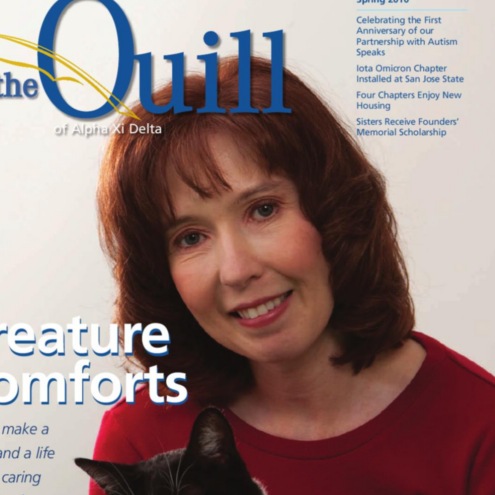 Spring 2010
the Quill
of Alpha Xi Delta
Celebrating the First
Anniversary of our
Partnership with Autism
Speaks
Iota Omicron Chapter
Installed at San Jose State
Four Chapters Enjoy New
Housing
Sisters Receive Founders'
Memorial Scholarship
reature
omforts
make a
and a life
caring